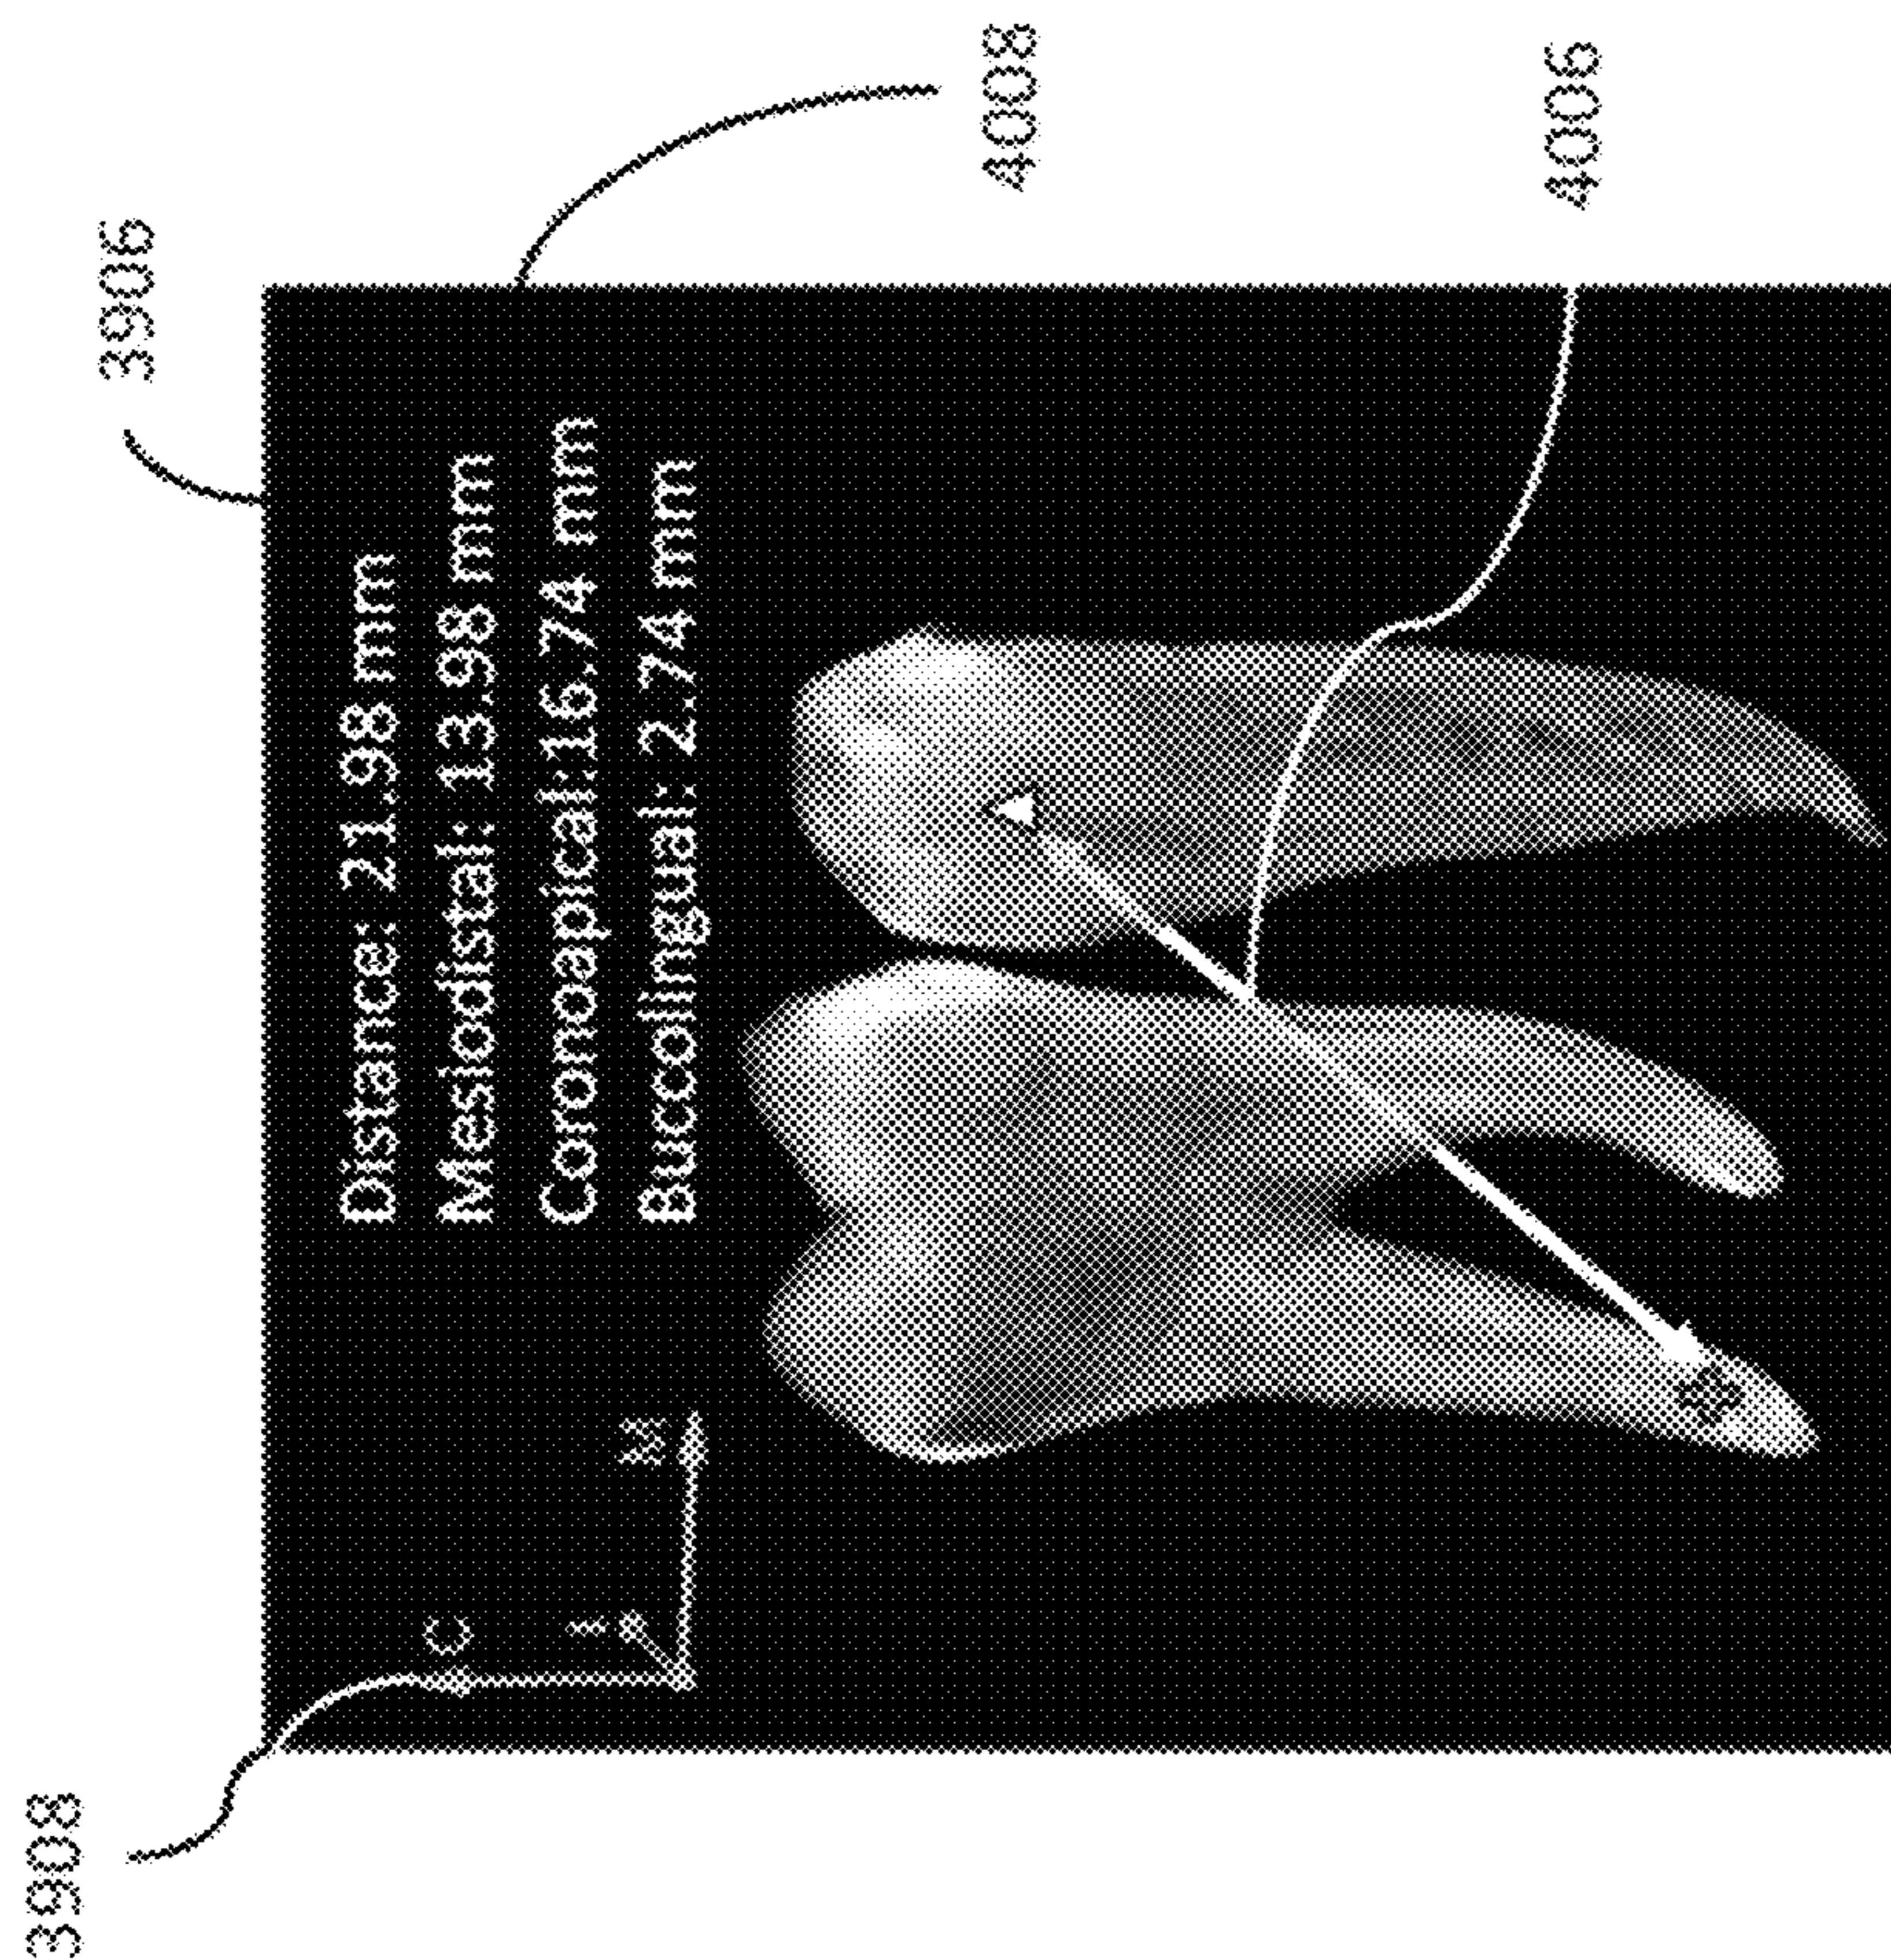 3908
3906
4008
4006
Distance: 21.98 mm
Mesiodistal: 13.98 mm
Coronoapical:16.74 mm
Buccolingual: 2.74 mm
C
M